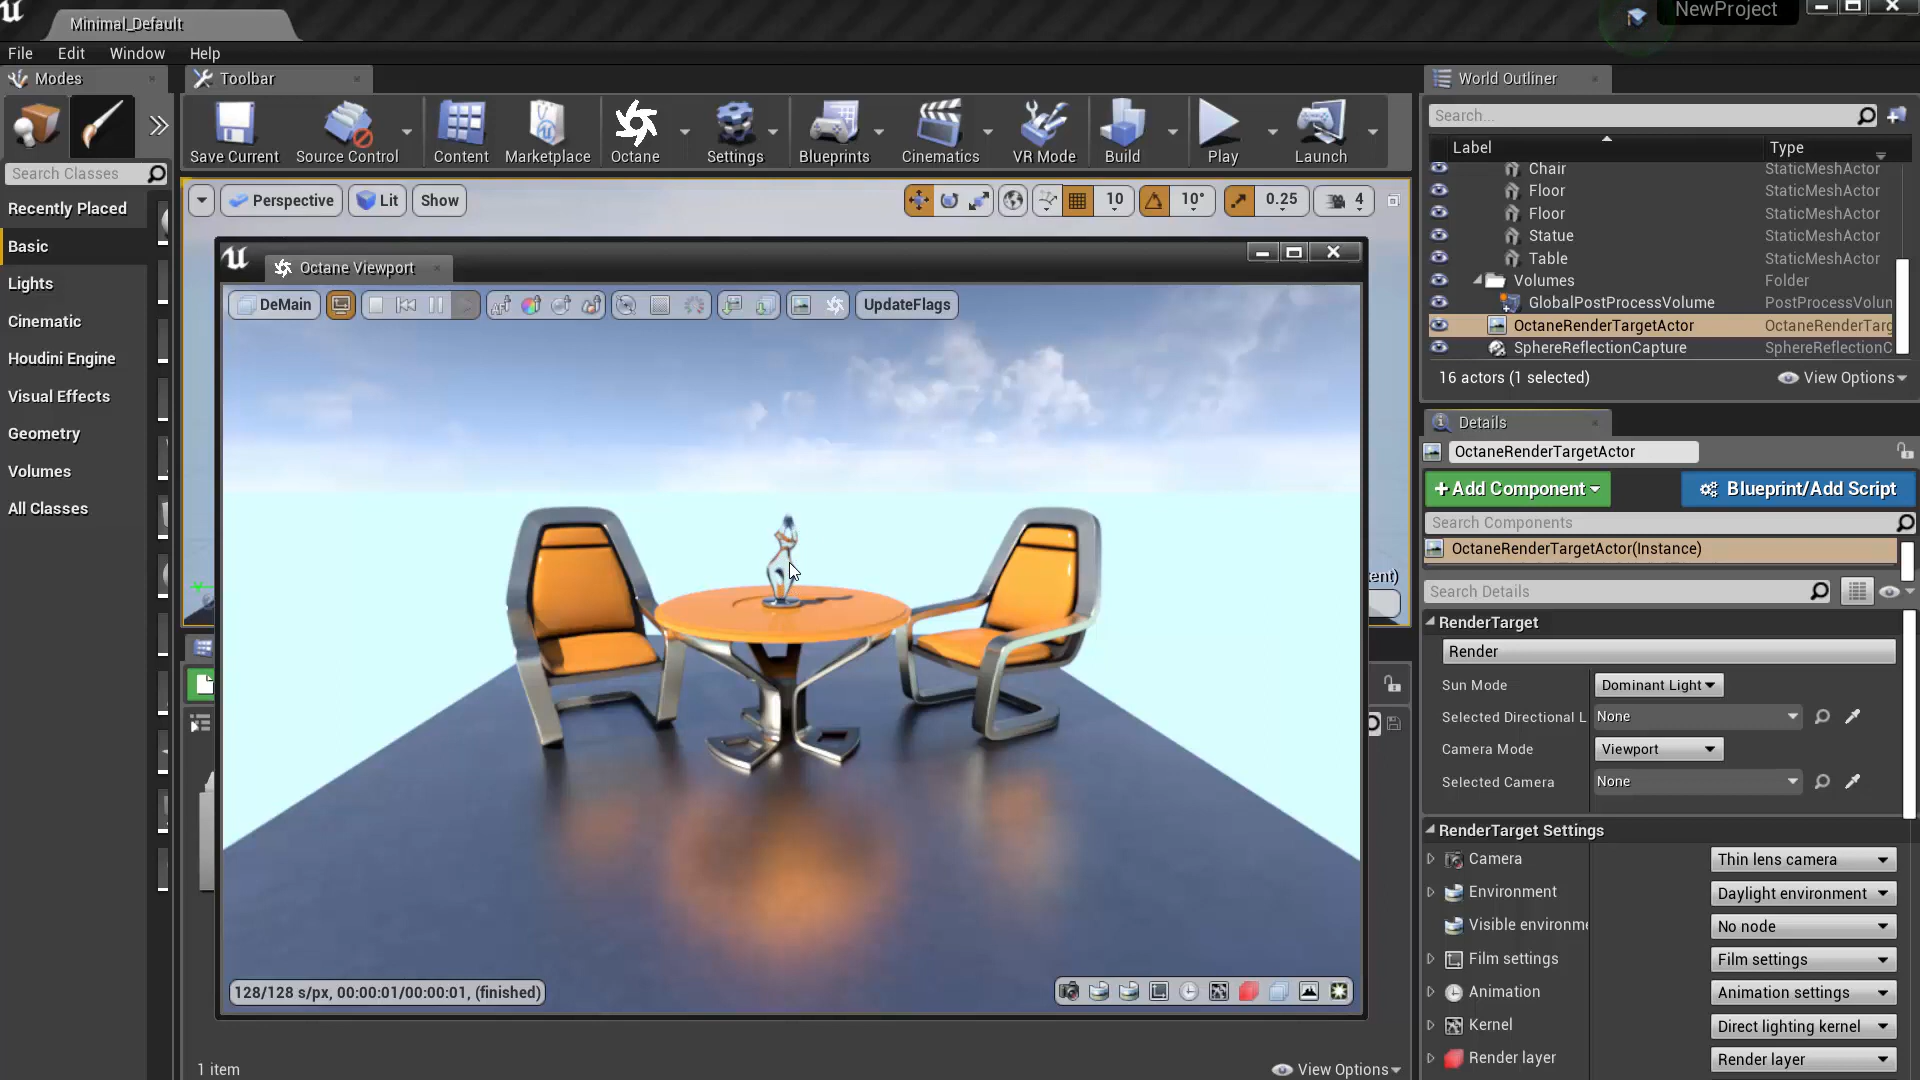 Minimal_Default
NewProject
File Edit Window Help
Modes
Toolbar
World Outliner
Save Current
Source Control
Content
Marketplace
Octane
Settings
Blueprints
Cinematics
VR Mode
Build
Play
Launch
Search...
Label
Type
Search Classes
Recently Placed
Basic
Lights
Cinematic
Houdini Engine
Visual Effects
Geometry
Volumes
All Classes
Perspective
Lit
Show
10
10°
0.25
4
Octane Viewport
DeMain
UpdateFlags
128/128 s/px, 00:00:01/00:00:01, (finished)
1 item
View Options
Chair StaticMeshActor
Floor StaticMeshActor
Floor StaticMeshActor
Statue StaticMeshActor
Table StaticMeshActor
Volumes Folder
GlobalPostProcessVolume PostProcessVolun
OctaneRenderTargetActor OctaneRenderTarg
SphereReflectionCapture SphereReflectionC
16 actors (1 selected)
View Options
Details
OctaneRenderTargetActor
+Add Component
Blueprint/Add Script
Search Components
OctaneRenderTargetActor(Instance)
Search Details
RenderTarget
Render
Sun Mode Dominant Light
Selected Directional L None
Camera Mode Viewport
Selected Camera None
RenderTarget Settings
Camera Thin lens camera
Environment Daylight environment
Visible environme No node
Film settings Film settings
Animation Animation settings
Kernel Direct lighting kernel
Render layer Render layer